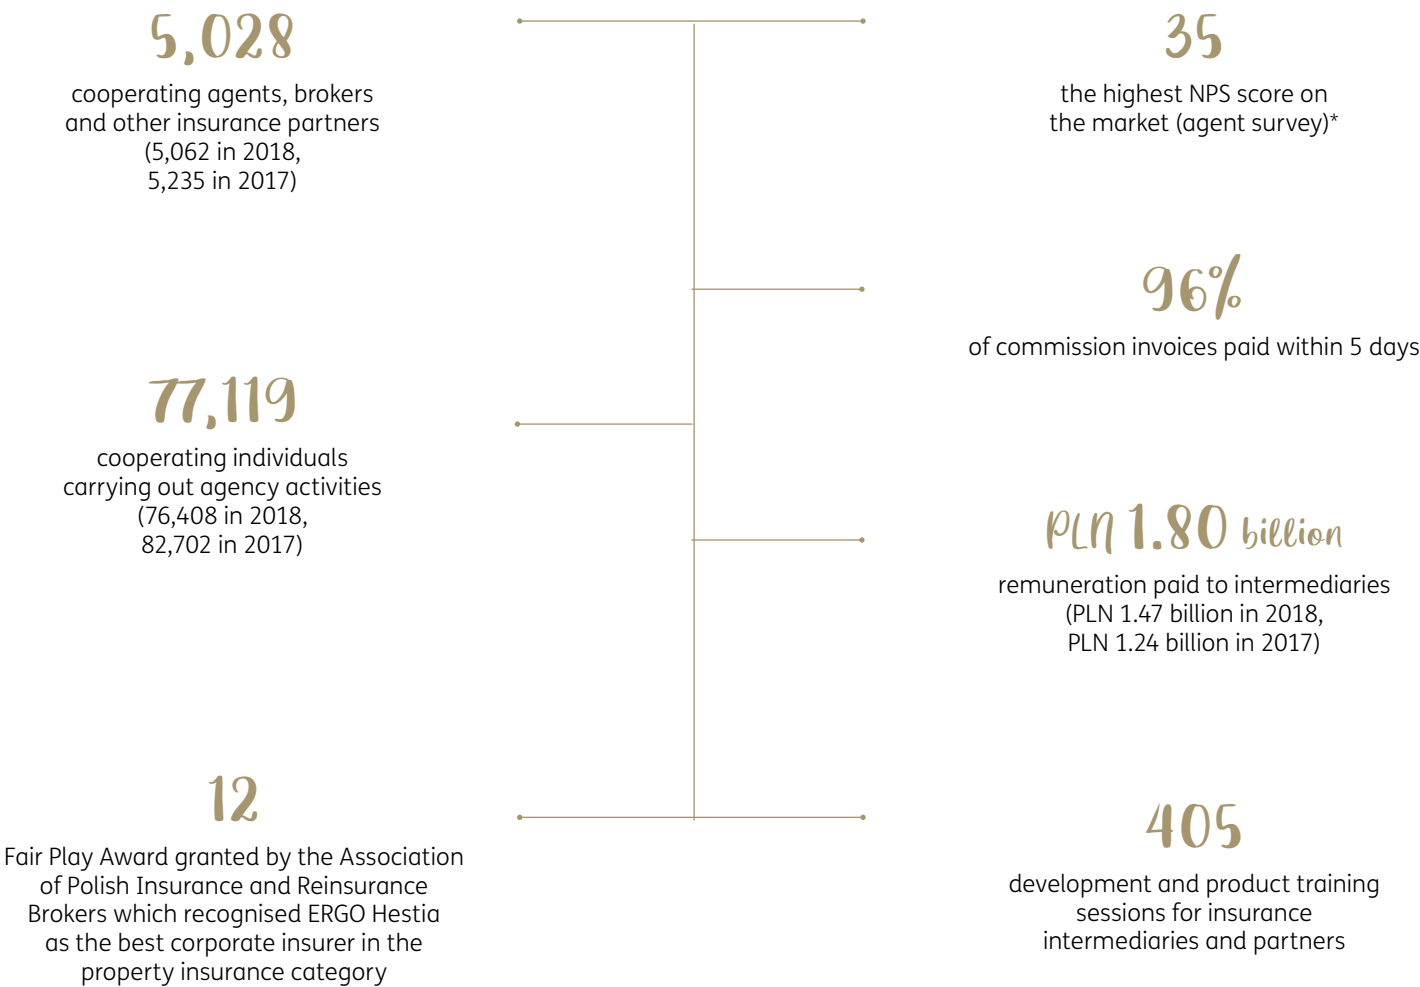 5,028
cooperating agents, brokers
and other insurance partners
(5,062 in 2018,
5,235 in 2017)
77,119
cooperating individuals
carrying out agency activities
(76,408 in 2018,
82,702 in 2017)
12
Fair Play Award granted by the Association
of Polish Insurance and Reinsurance
Brokers which recognised ERGO Hestia
as the best corporate insurer in the
property insurance category
35
the highest NPS score on
the market (agent survey)*
96%
of commission invoices paid within 5 days
PLN 1.80 billion
remuneration paid to intermediaries
(PLN 1.47 billion in 2018,
PLN 1.24 billion in 2017)
405
development and product training
sessions for insurance
intermediaries and partners